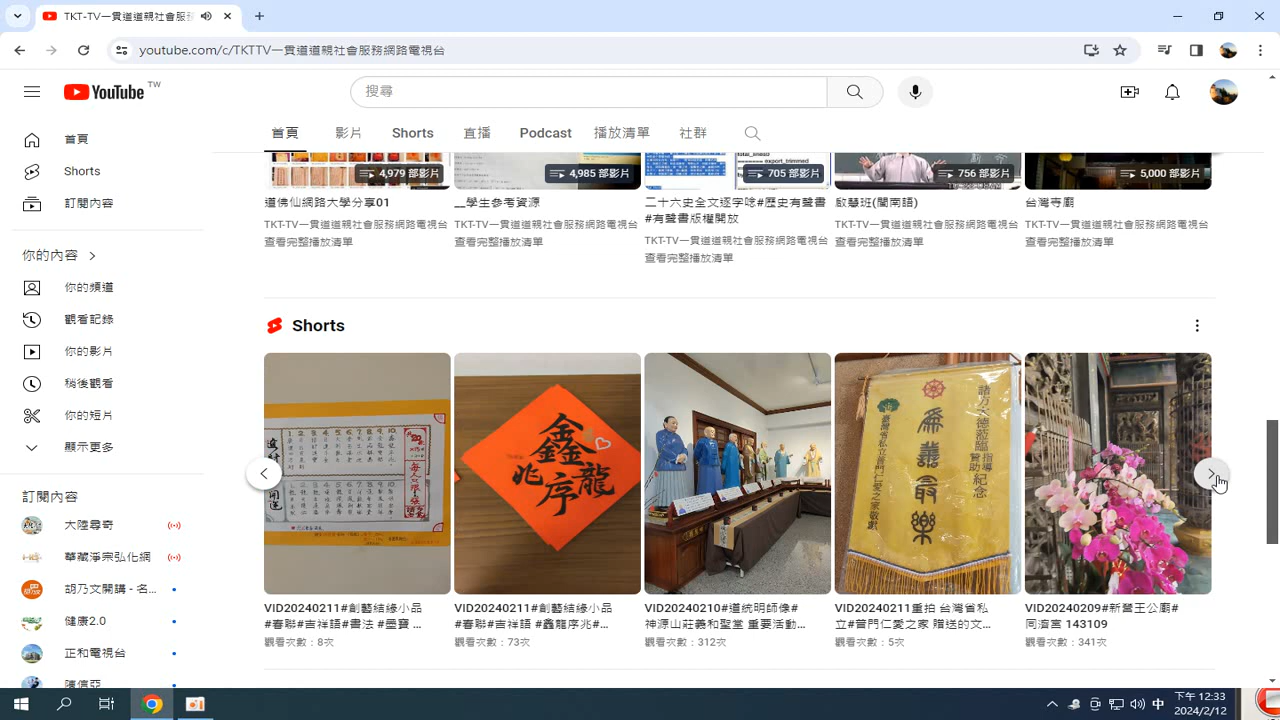 TKT-TV一貫道道親社會服務
youtube.com/c/TKTTV一貫道道親社會服務網路電視台
YouTube TW
搜尋
首頁
Shorts
訂閱內容
你的內容
你的頻道
觀看記錄
你的影片
稍後觀看
你的短片
顯示更多
訂閱內容
大陸尋奇
華藏淨宗弘化網
胡乃文開講 - 名...
健康2.0
正和電視台
陳信亞
首頁 影片 Shorts 直播 Podcast 播放清單 社群
4,979 部影片
4,985 部影片
705 部影片
756 部影片
5,000 部影片
道佛仙網路大學分享01
TKT-TV一貫道道親社會服務網路電視台
查看完整播放清單
__學生參考資源
TKT-TV一貫道道親社會服務網路電視台
查看完整播放清單
二十六史全文逐字唸#歷史有聲書
#有聲書版權開放
TKT-TV一貫道道親社會服務網路電視台
查看完整播放清單
啟慧班(閩南語)
TKT-TV一貫道道親社會服務網路電視台
查看完整播放清單
台灣寺廟
TKT-TV一貫道道親社會服務網路電視台
查看完整播放清單
Shorts
鑫龍
兆序
為善最樂
VID20240211#創藝結緣小品
#春聯#吉祥語#書法 #墨寶 ...
觀看次數：8次
VID20240211#創藝結緣小品
#春聯#吉祥語 #鑫龍序兆#...
觀看次數：73次
VID20240210#道統明師像#
神源山莊義和聖堂 重要活動...
觀看次數：312次
VID20240211重拍 台灣省私
立#普門仁愛之家 贈送的文...
觀看次數：5次
VID20240209#新營王公廟#
同濟宮 143109
觀看次數：341次
中
下午 12:33
2024/2/12